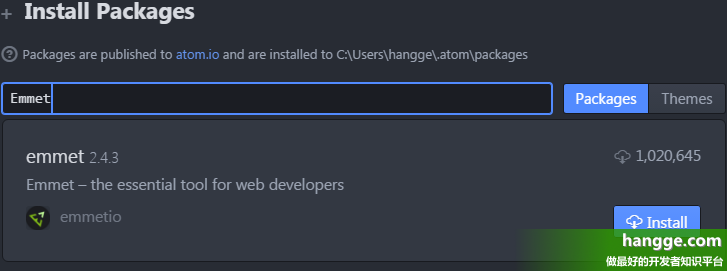 + Install Packages
? Packages are published to atom.io and are installed to C:\Users\hangge\.atom\packages
Emmet
Packages
Themes
emmet 2.4.3
1,020,645
Emmet – the essential tool for web developers
emmetio
Install
hangge.com
做最好的开发者知识平台